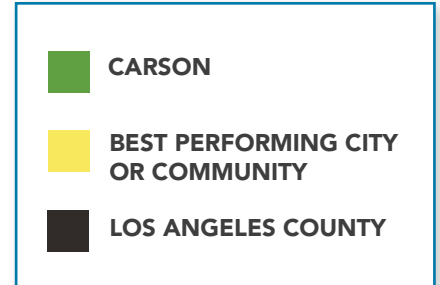 CARSON
BEST PERFORMING CITY
OR COMMUNITY
LOS ANGELES COUNTY